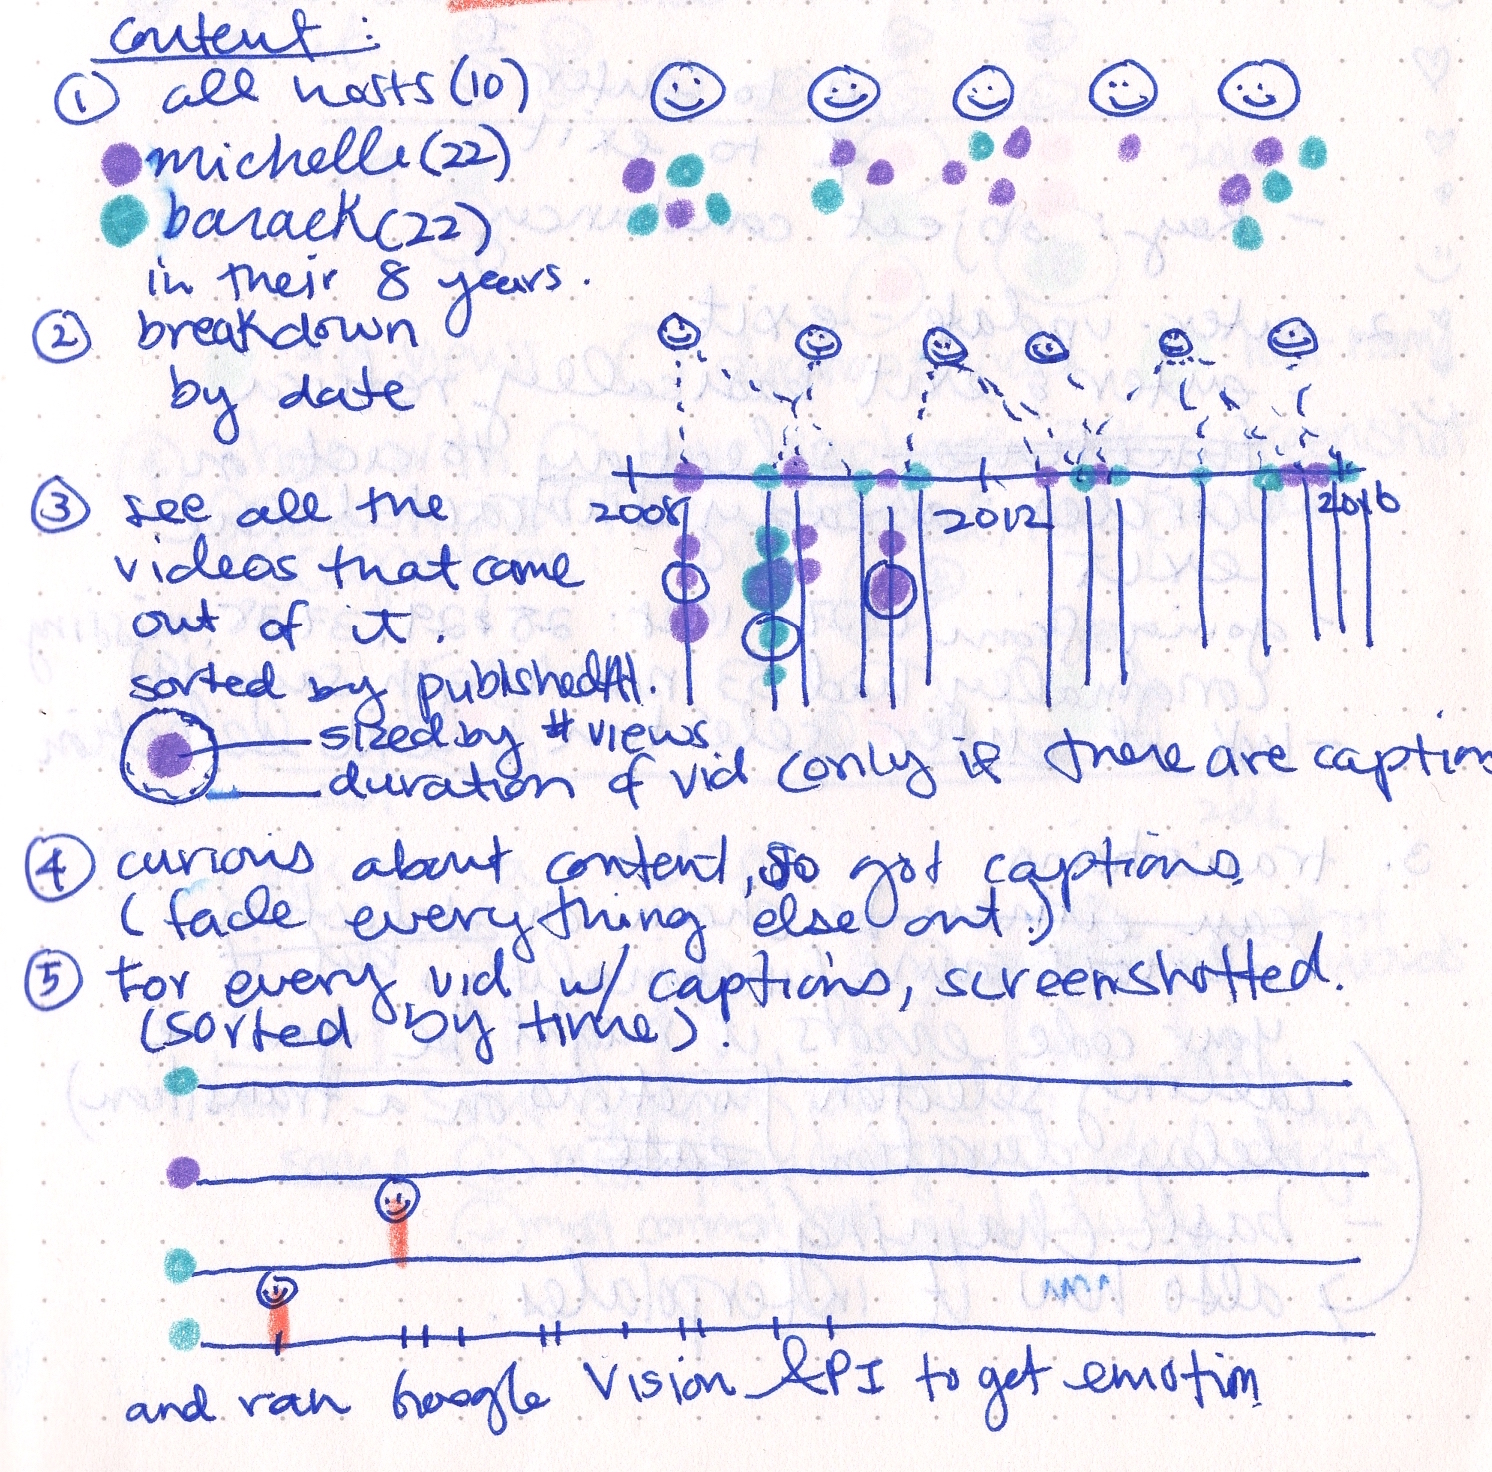 content:
① all hosts (10)
michelle (22)
barack (22)
in their 8 years.
② breakdown
by date
③ see all the
videos that came
out of it.
sorted by publishedAt.
2008
2012
2016
sized by # views
duration of vid (only if there are caption
④ curious about content, so got captions
(fade everything else out.)
⑤ For every vid w/ captions, screenshotted.
(sorted by time).
and ran Google Vision API to get emotion